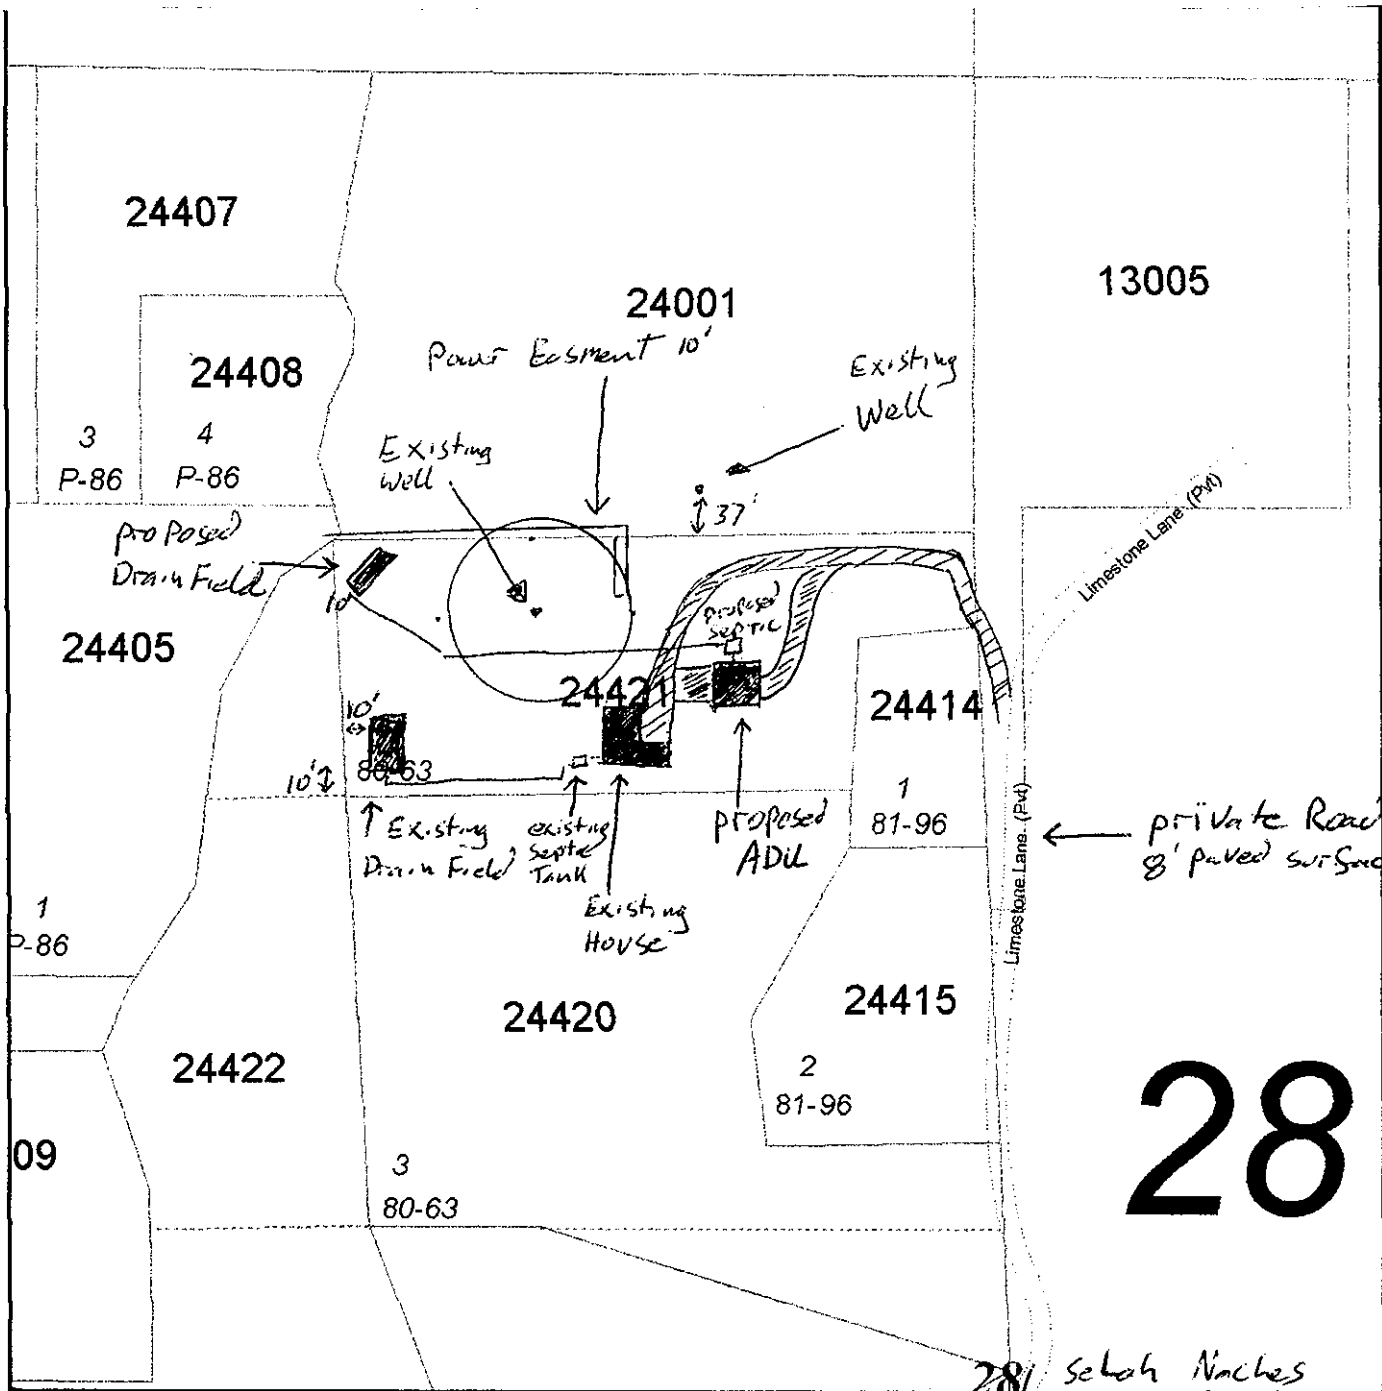 24407
24001
13005
Power Easment 10'
24408
Existing
Well
3
4
P-86
P-86
Existing
Well
37'
Limestone Lane (Pvt)
proposed
Drain Field
10'
proposed
septic
24405
24421
24414
10'
10'
80-63
1
81-96
Existing
Drain Field
existing
septic
Tank
proposed
ADU
Limestone Lane (Pvt)
private Road
8' paved surfac
1
P-86
Existing
House
24420
24415
24422
2
81-96
28
09
3
80-63
28
Selah Naches